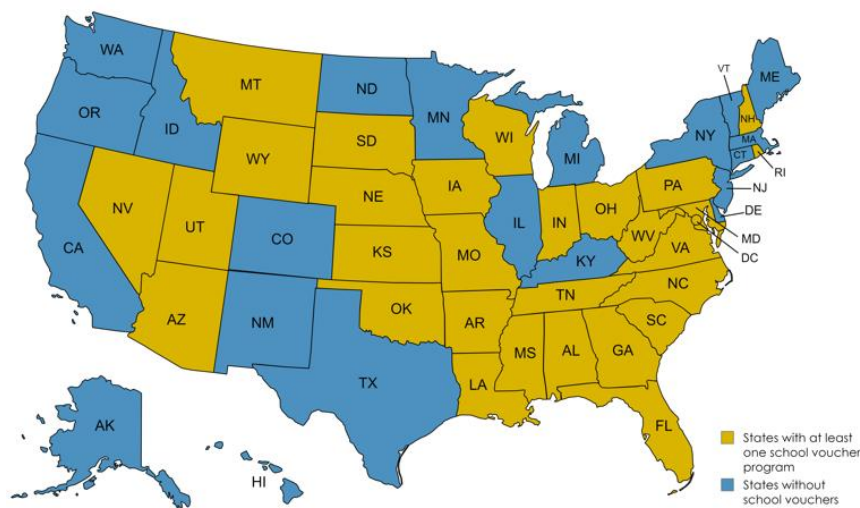 WA
MT
ND
MN
VT
ME
OR
ID
SD
WI
MI
NY
NH
MA
CT
RI
WY
NE
IA
PA
NJ
NV
UT
CO
KS
MO
IL
IN
OH
WV
VA
DE
MD
DC
CA
KY
AZ
NM
OK
AR
TN
NC
SC
TX
LA
MS
AL
GA
FL
AK
HI
States with at least
one school voucher
program
States without
school vouchers